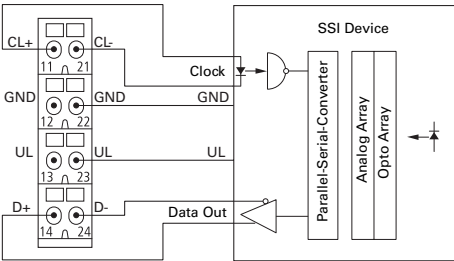 SSI Device
CL+
CL-
11 21
Clock
GND
GND
GND
12 22
UL
UL
UL
13 23
D+
D-
Data Out
14 24
Parallel-Serial-Converter
Analog Array
Opto Array